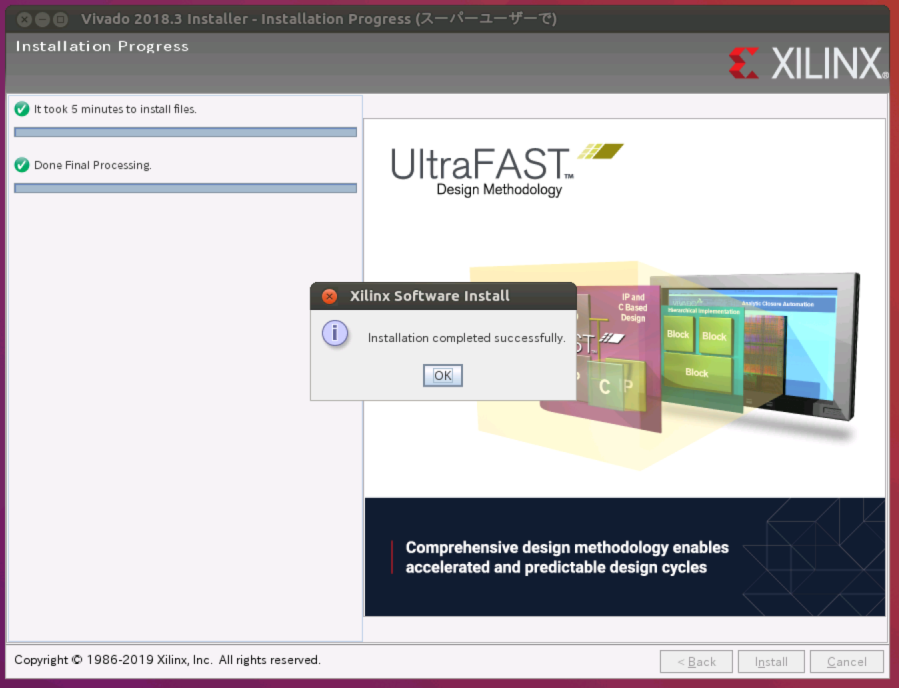 Vivado 2018.3 Installer - Installation Progress (スーパーユーザーで)
Installation Progress
XILINX®
It took 5 minutes to install files.
Done Final Processing.
UltraFAST™
Design Methodology
Xilinx Software Install
Installation completed successfully.
OK
IP and
C Based
Design
ST
C
P
Hierarchical Implementation
Block
Block
Block
Analytic Closure Automation
Comprehensive design methodology enables
accelerated and predictable design cycles
Copyright © 1986-2019 Xilinx, Inc. All rights reserved.
< Back
Install
Cancel